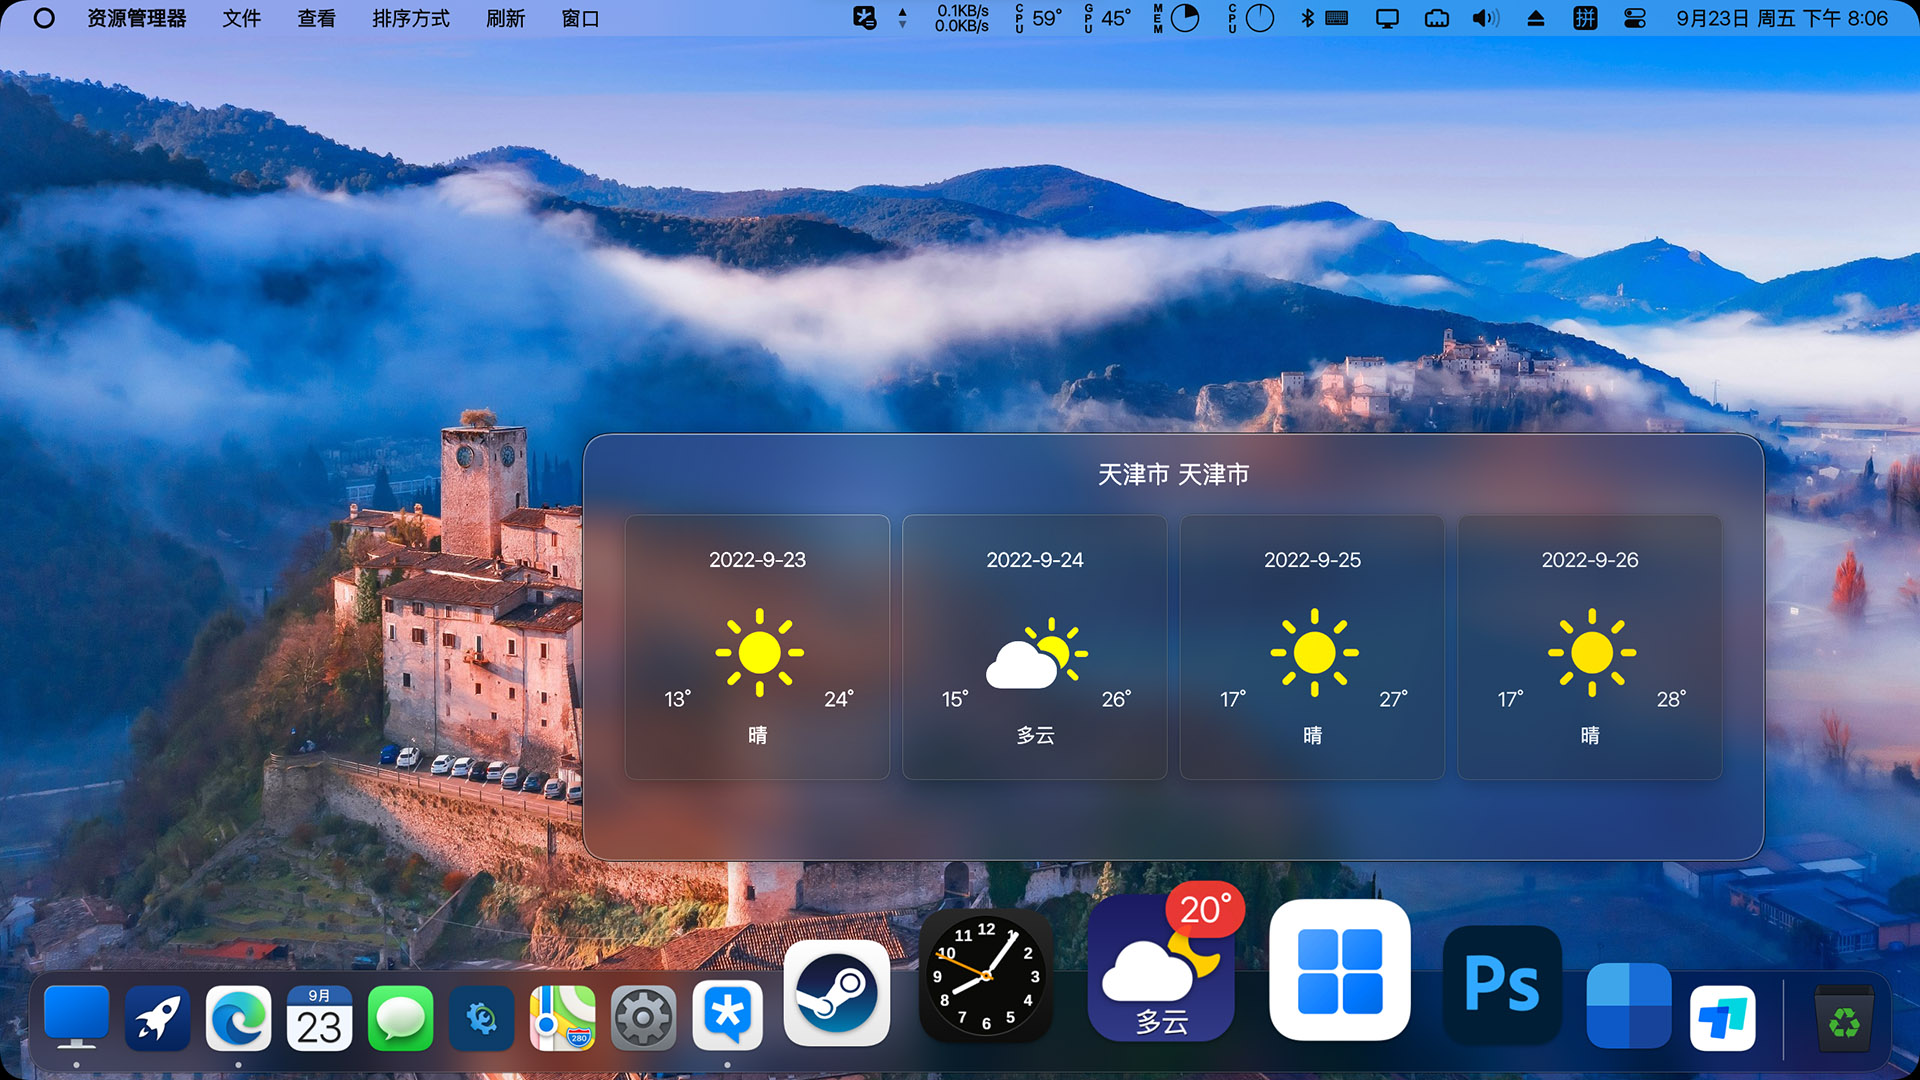 资源管理器 文件 查看 排序方式 刷新 窗口
0.1KB/s
0.0KB/s
CPU 59° GPU 45° MEM CPU
拼
9月23日 周五 下午 8:06
天津市 天津市
2022-9-23
13° 24°
晴
2022-9-24
15° 26°
多云
2022-9-25
17° 27°
晴
2022-9-26
17° 28°
晴
9月
23
280
12
1
2
3
4
5
6
7
8
9
10
11
20°
多云
Ps